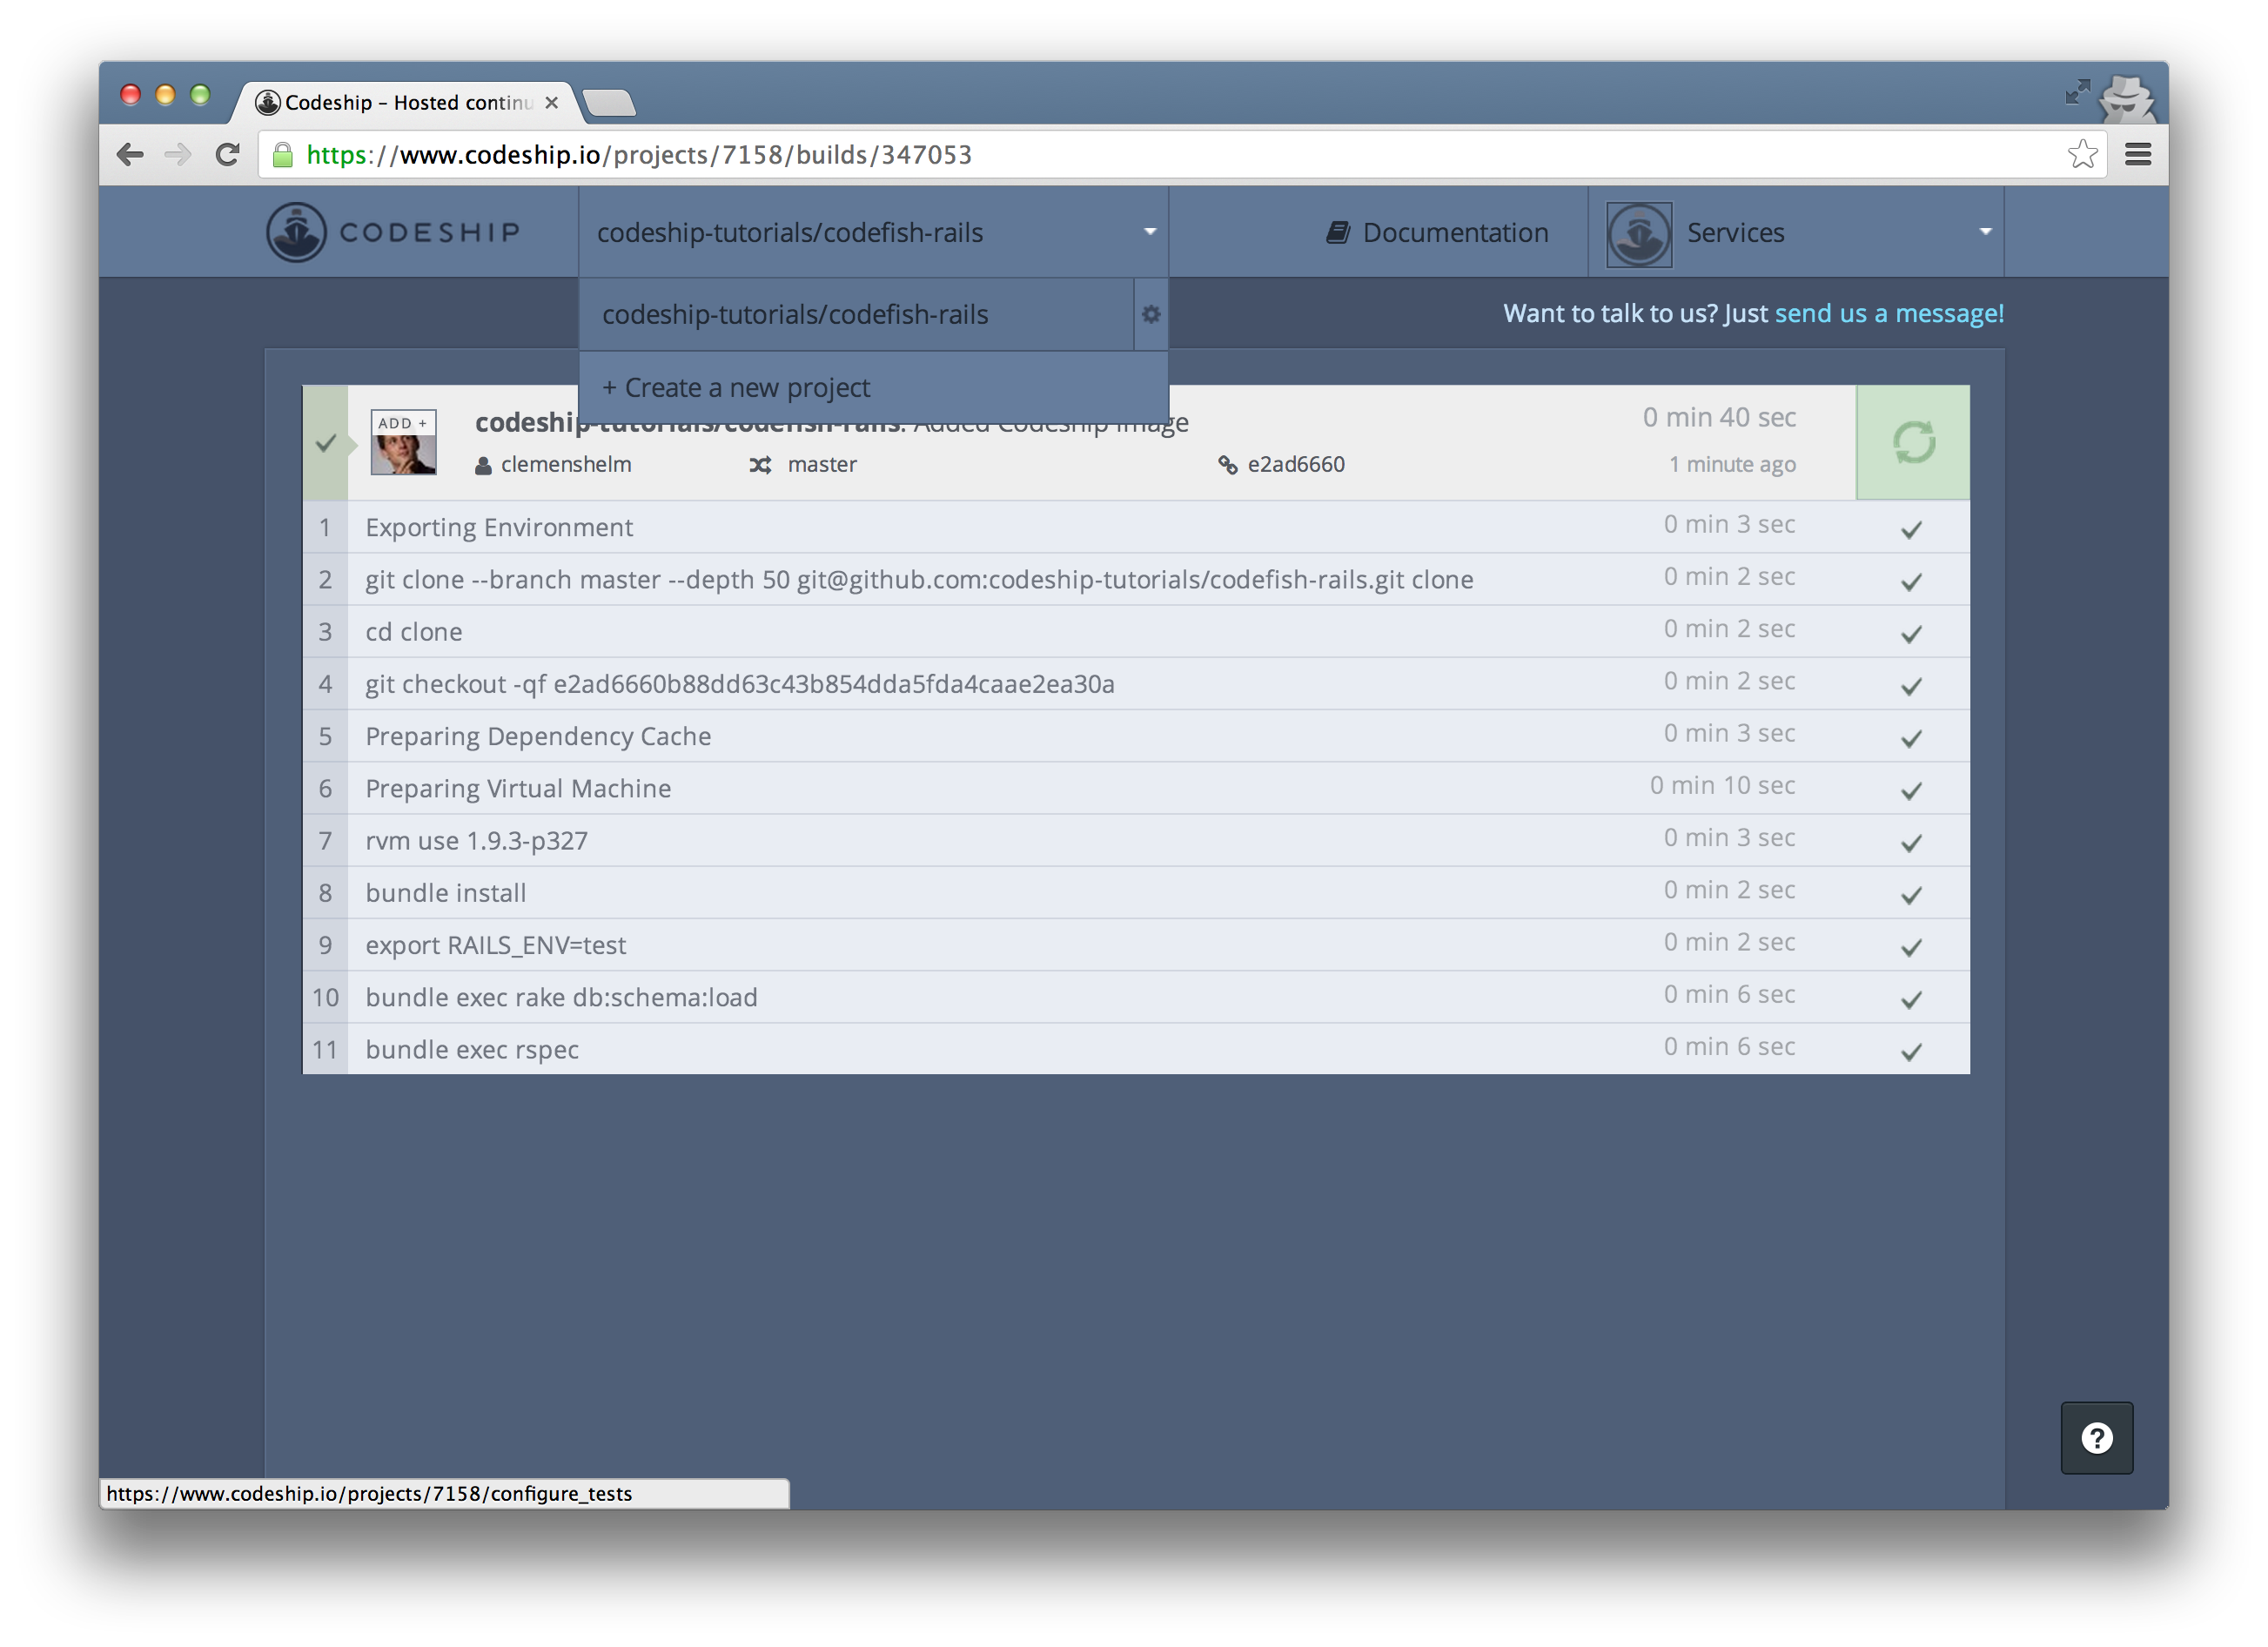 Codeship – Hosted continu
https://www.codeship.io/projects/7158/builds/347053
CODESHIP
codeship-tutorials/codefish-rails
Documentation
Services
codeship-tutorials/codefish-rails
Want to talk to us? Just send us a message!
+ Create a new project
ADD +
codeship-tutorials/codefish-rails: Added Codeship image
0 min 40 sec
clemenshelm
master
e2ad6660
1 minute ago
1 Exporting Environment 0 min 3 sec
2 git clone --branch master --depth 50 git@github.com:codeship-tutorials/codefish-rails.git clone 0 min 2 sec
3 cd clone 0 min 2 sec
4 git checkout -qf e2ad6660b88dd63c43b854dda5fda4caae2ea30a 0 min 2 sec
5 Preparing Dependency Cache 0 min 3 sec
6 Preparing Virtual Machine 0 min 10 sec
7 rvm use 1.9.3-p327 0 min 3 sec
8 bundle install 0 min 2 sec
9 export RAILS_ENV=test 0 min 2 sec
10 bundle exec rake db:schema:load 0 min 6 sec
11 bundle exec rspec 0 min 6 sec
?
https://www.codeship.io/projects/7158/configure_tests